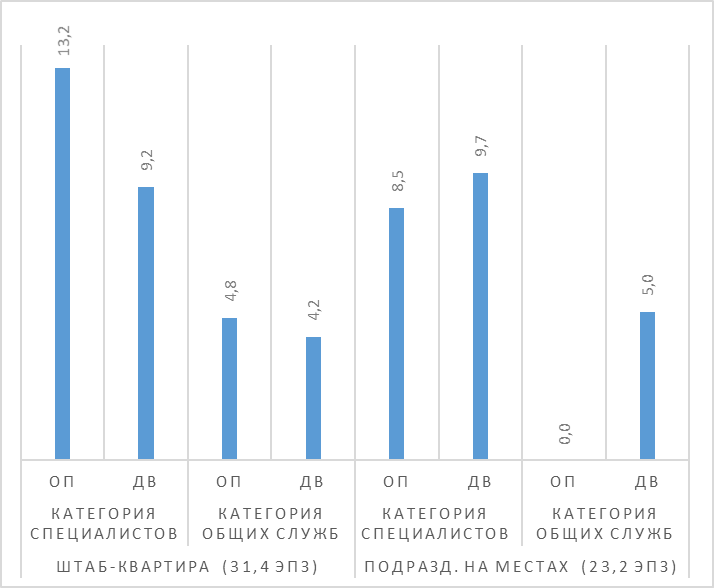 13,2
9,2
4,8
4,2
8,5
9,7
0,0
5,0
ОП ДВ ОП ДВ ОП ДВ ОП ДВ
КАТЕГОРИЯ КАТЕГОРИЯ КАТЕГОРИЯ КАТЕГОРИЯ
СПЕЦИАЛИСТОВ ОБЩИХ СЛУЖБ СПЕЦИАЛИСТОВ ОБЩИХ СЛУЖБ
ШТАБ-КВАРТИРА (31,4 ЭПЗ) ПОДРАЗД. НА МЕСТАХ (23,2 ЭПЗ)